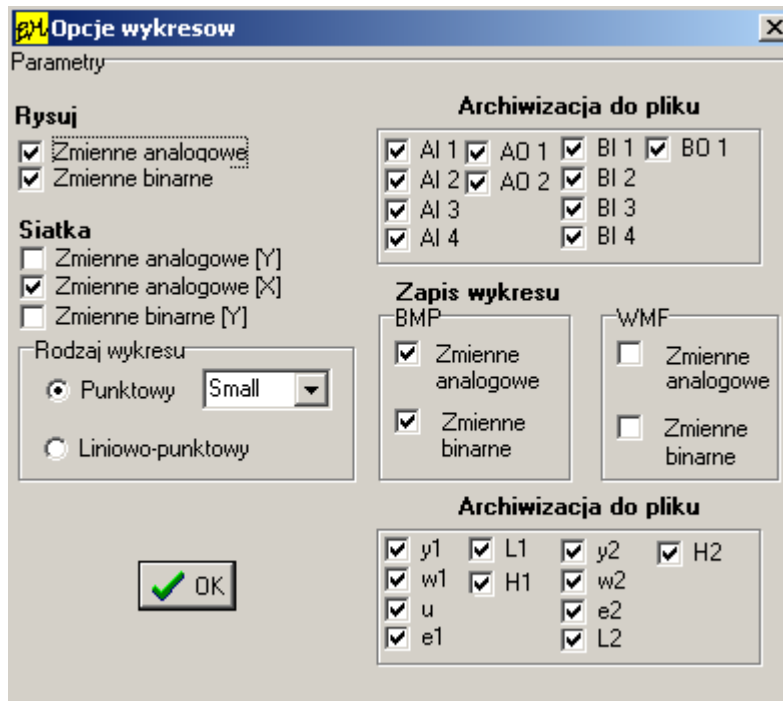 Opcje wykresow
Parametry
Rysuj
Zmienne analogowe
Zmienne binarne
Siatka
Zmienne analogowe [Y]
Zmienne analogowe [X]
Zmienne binarne [Y]
Rodzaj wykresu
Punktowy Small
Liniowo-punktowy
OK
Archiwizacja do pliku
AI 1 AO 1 BI 1 BO 1
AI 2 AO 2 BI 2
AI 3 BI 3
AI 4 BI 4
Zapis wykresu
BMP
Zmienne
analogowe
Zmienne
binarne
WMF
Zmienne
analogowe
Zmienne
binarne
Archiwizacja do pliku
y1 L1 y2 H2
w1 H1 w2
u e2
e1 L2